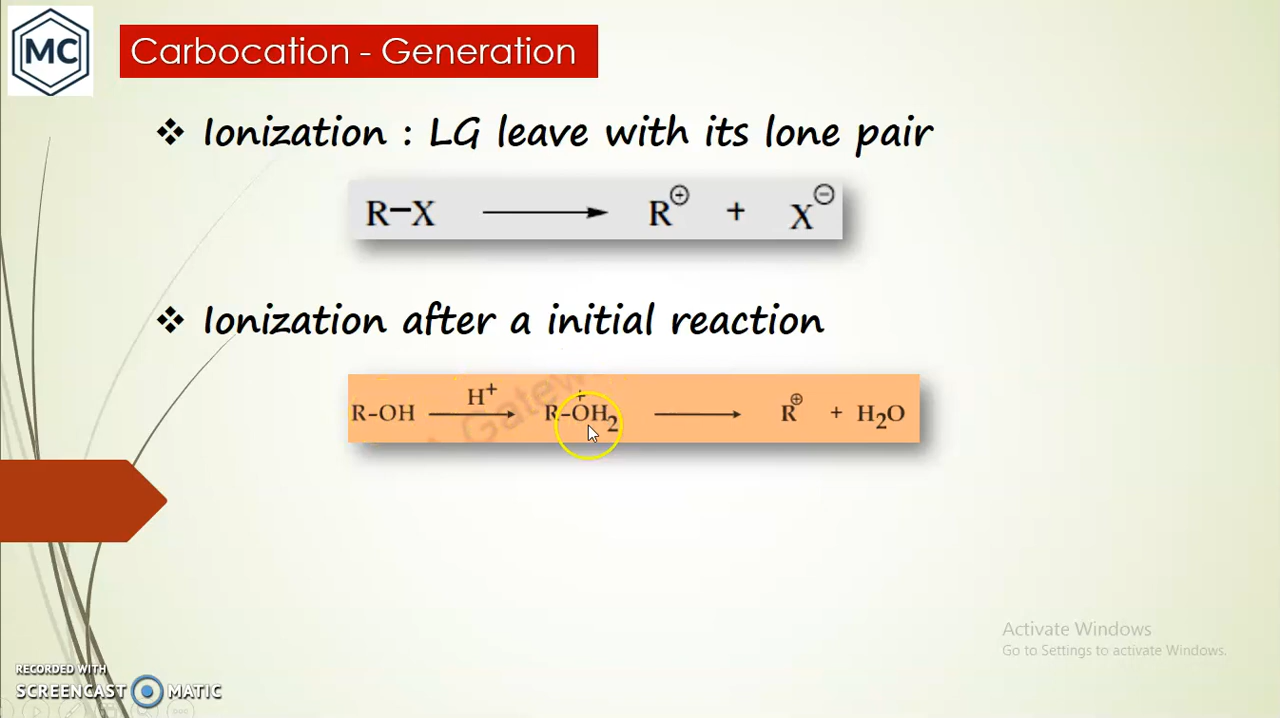 MC
Carbocation - Generation
❖ Ionization : LG leave with its lone pair
R–X ⟶ R⊕ + X⊖
❖ Ionization after a initial reaction
R-OH ⟶ H⁺ R-O⁺H₂ ⟶ R⊕ + H₂O
Activate Windows
Go to Settings to activate Windows.
RECORDED WITH
SCREENCAST MATIC